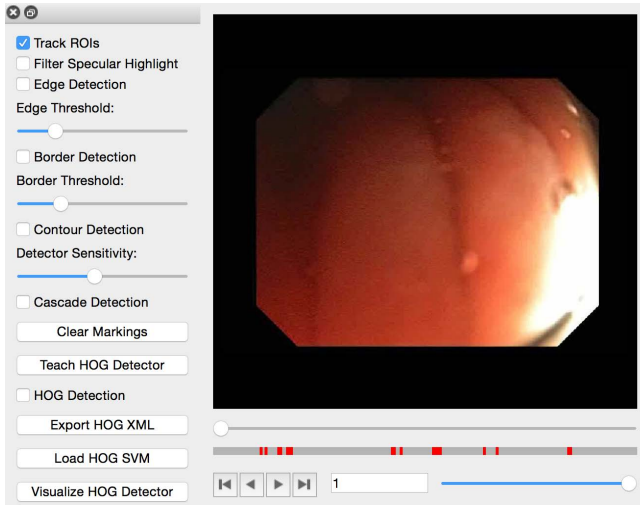 Track ROIs
Filter Specular Highlight
Edge Detection
Edge Threshold:
Border Detection
Border Threshold:
Contour Detection
Detector Sensitivity:
Cascade Detection
Clear Markings
Teach HOG Detector
HOG Detection
Export HOG XML
Load HOG SVM
Visualize HOG Detector
1